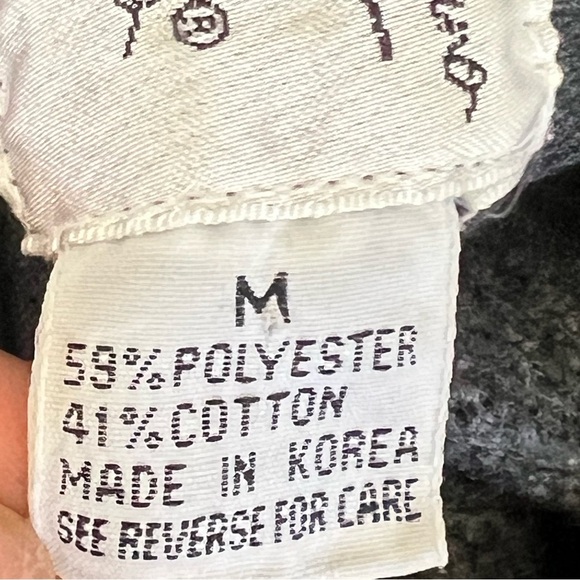 M
59% POLYESTER
41% COTTON
MADE IN KOREA
SEE REVERSE FOR CARE